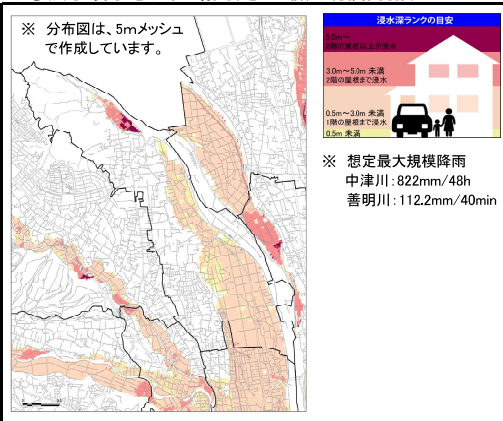 ※ 分布図は、5mメッシュ
で作成しています。
浸水深ランクの目安
5.0m～
2階の屋根以上が浸水
3.0m～5.0m 未満
2階の屋根まで浸水
0.5m～3.0m 未満
1階の屋根まで浸水
0.5m 未満
※ 想定最大規模降雨
中津川：822mm/48h
善明川：112.2mm/40min